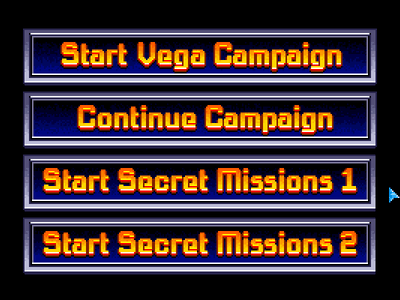 Start Vega Campaign
Continue Campaign
Start Secret Missions 1
Start Secret Missions 2